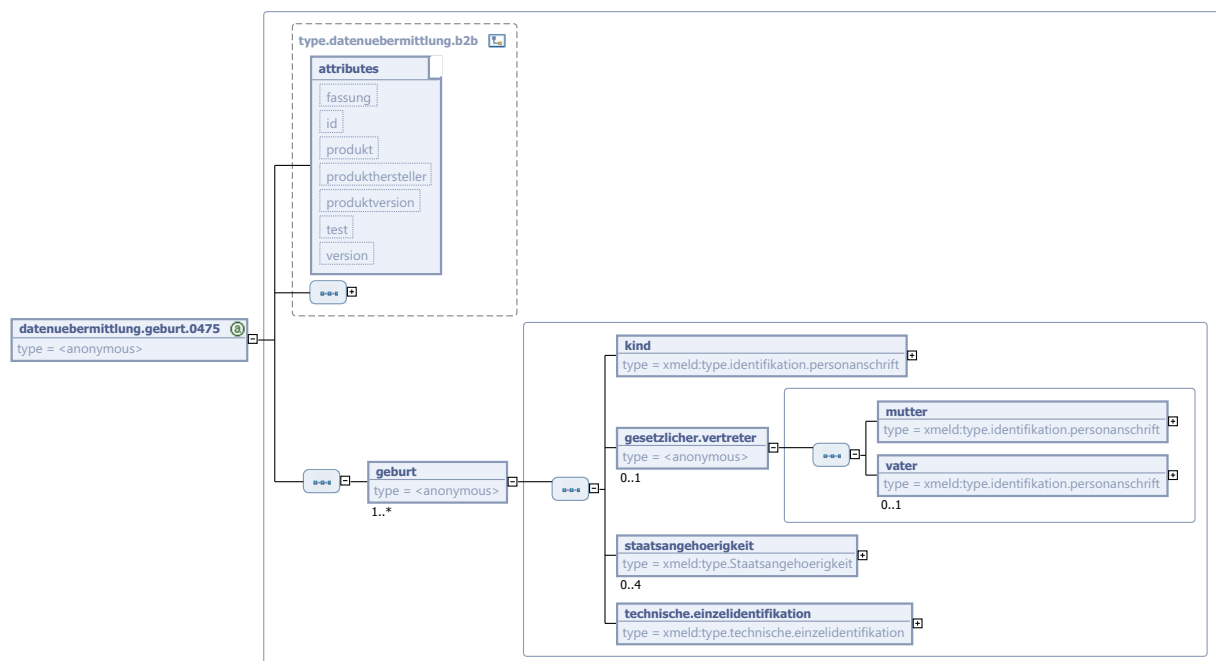 type.datenuebermittlung.b2b
attributes
fassung
id
produkt
produkthersteller
produktversion
test
version
datenuebermittlung.geburt.0475 a
type = <anonymous>
geburt
type = <anonymous>
1..*
kind
type = xmeld:type.identifikation.personanschrift
gesetzlicher.vertreter
type = <anonymous>
0..1
mutter
type = xmeld:type.identifikation.personanschrift
vater
type = xmeld:type.identifikation.personanschrift
0..1
staatsangehoerigkeit
type = xmeld:type.Staatsangehoerigkeit
0..4
technische.einzelidentifikation
type = xmeld:type.technische.einzelidentifikation